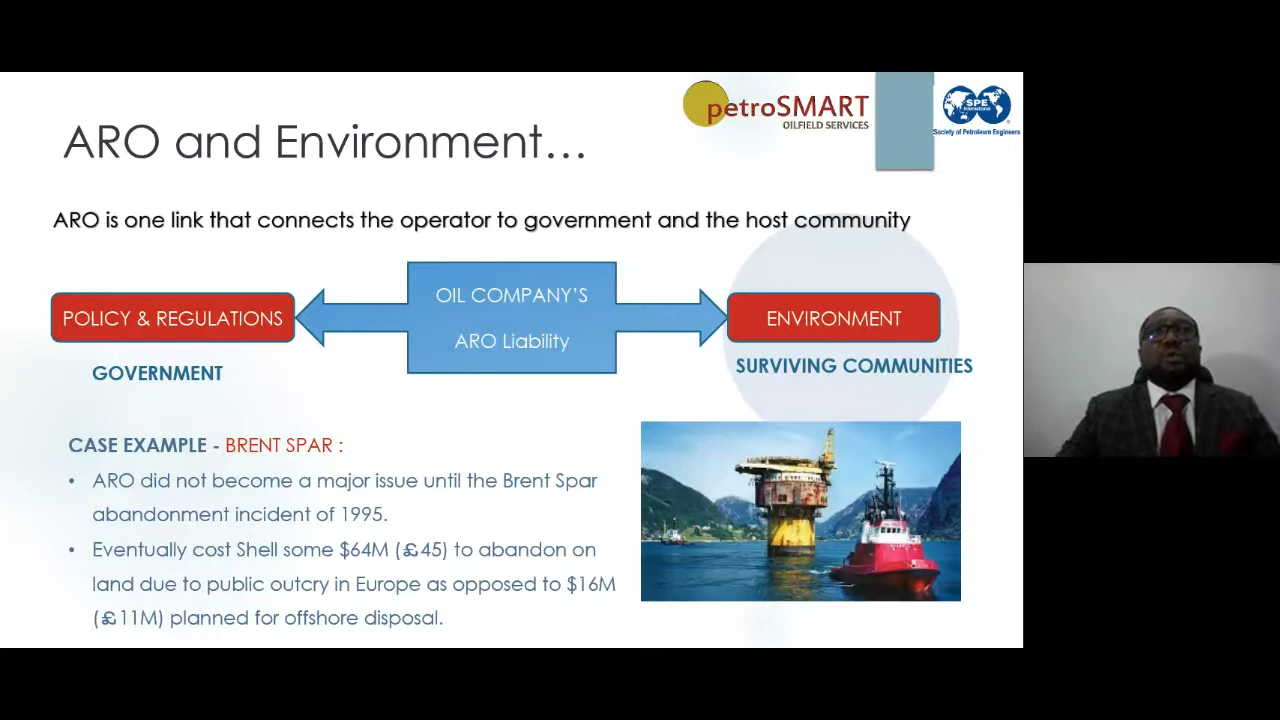 petroSMART
OILFIELD SERVICES
SPE
International
Society of Petroleum Engineers
ARO and Environment...
ARO is one link that connects the operator to government and the host community
POLICY & REGULATIONS
OIL COMPANY'S
ARO Liability
ENVIRONMENT
GOVERNMENT
SURVIVING COMMUNITIES
CASE EXAMPLE - BRENT SPAR :
• ARO did not become a major issue until the Brent Spar
abandonment incident of 1995.
• Eventually cost Shell some $64M (£45) to abandon on
land due to public outcry in Europe as opposed to $16M
(£11M) planned for offshore disposal.